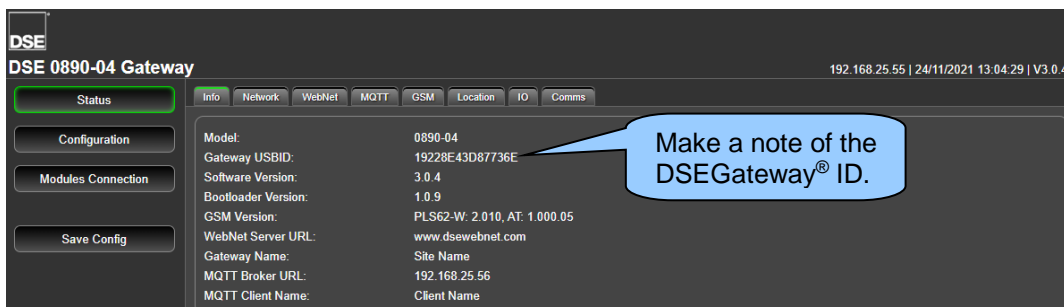 DSE
DSE 0890-04 Gateway
192.168.25.55 | 24/11/2021 13:04:29 | V3.0.4
Status
Info Network WebNet MQTT GSM Location IO Comms
Configuration
Modules Connection
Save Config
Model: 0890-04
Gateway USBID: 19228E43D87736E
Software Version: 3.0.4
Bootloader Version: 1.0.9
GSM Version: PLS62-W: 2.010, AT: 1.000.05
WebNet Server URL: www.dsewebnet.com
Gateway Name: Site Name
MQTT Broker URL: 192.168.25.56
MQTT Client Name: Client Name
Make a note of the
DSEGateway® ID.